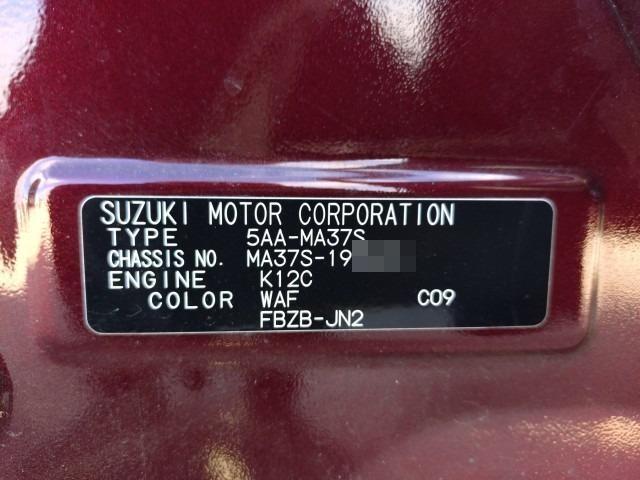 SUZUKI MOTOR CORPORATION
TYPE 5AA-MA37S
CHASSIS NO. MA37S-19
ENGINE K12C
COLOR WAF C09
FBZB-JN2